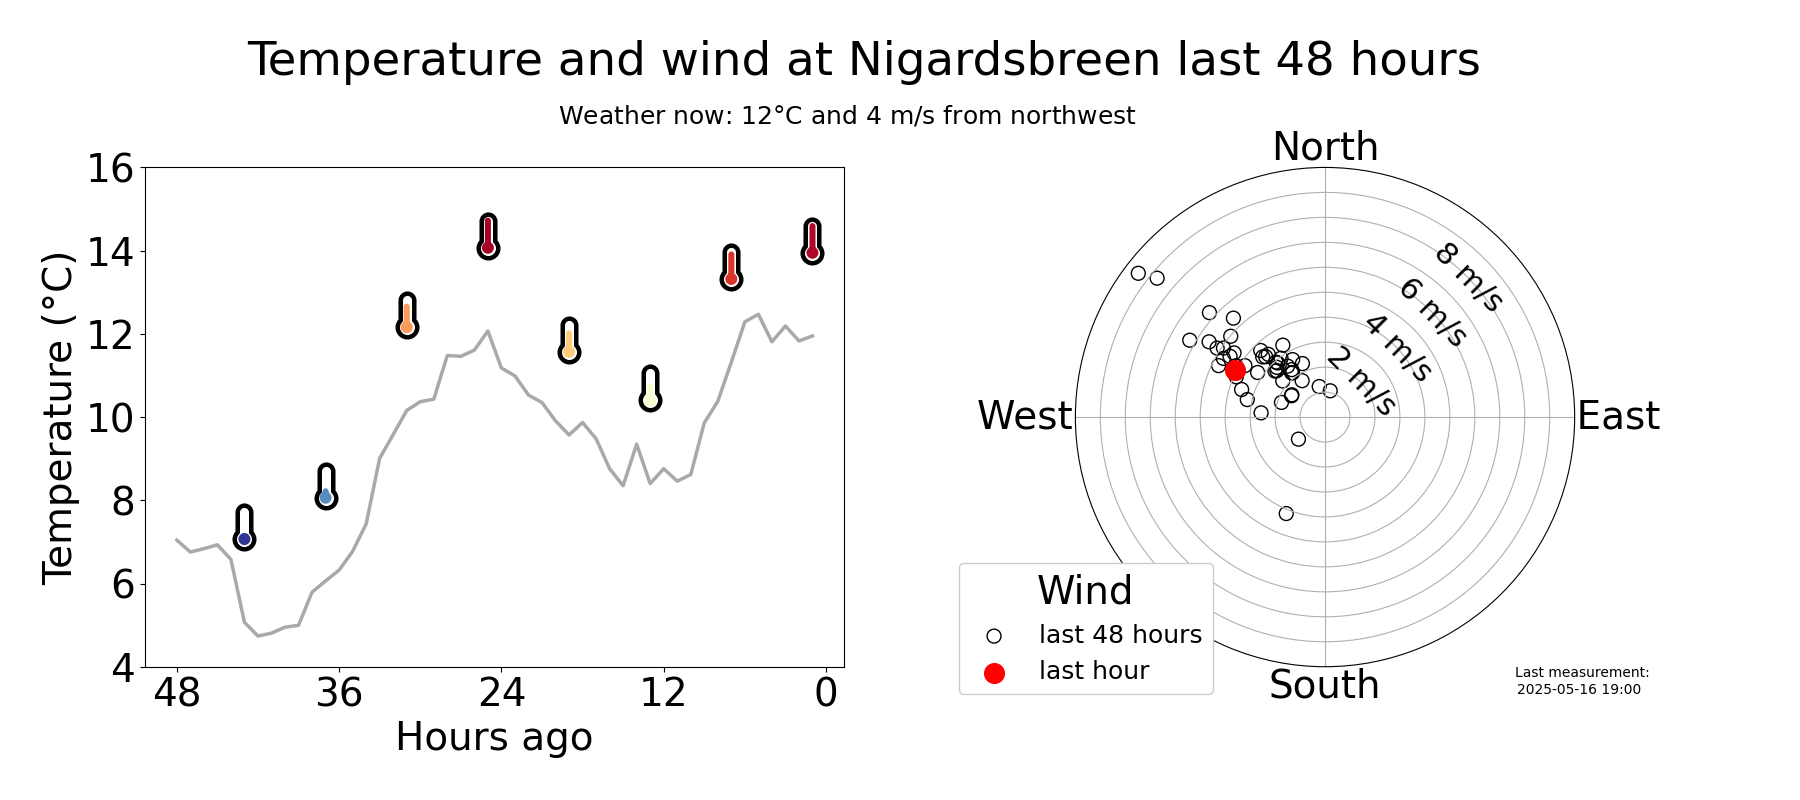 Temperature and wind at Nigardsbreen last 48 hours
Weather now: 12°C and 4 m/s from northwest
Temperature (°C)
16
14
12
10
8
6
4
48 36 24 12 0
Hours ago
North
West
East
South
8 m/s
6 m/s
4 m/s
2 m/s
Wind
last 48 hours
last hour
Last measurement:
2025-05-16 19:00